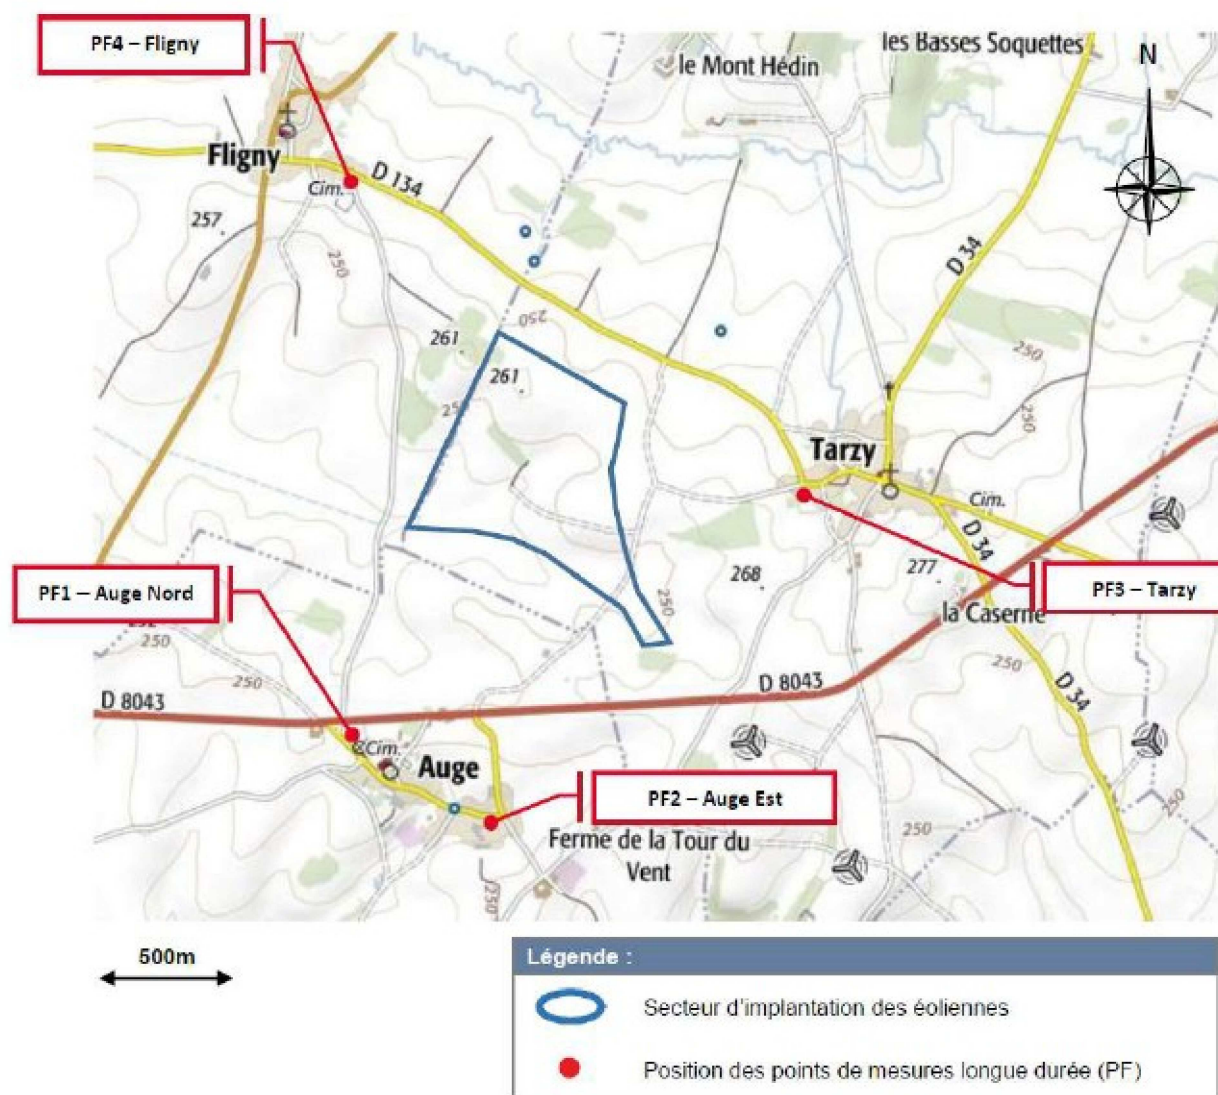 PF4 – Fligny
le Mont Hédin
les Basses Soquettes
N
Fligny
Cim.
D 134
257
250
D 34
250
261
261
250
250
Tarzy
Cim.
D 34
PF1 – Auge Nord
268
277
PF3 – Tarzy
250
250
la Caserne
250
250
D 8043
D 8043
D 34
Cim.
Auge
PF2 – Auge Est
Ferme de la Tour du
Vent
250
250
250
500m
Légende :
Secteur d'implantation des éoliennes
Position des points de mesures longue durée (PF)